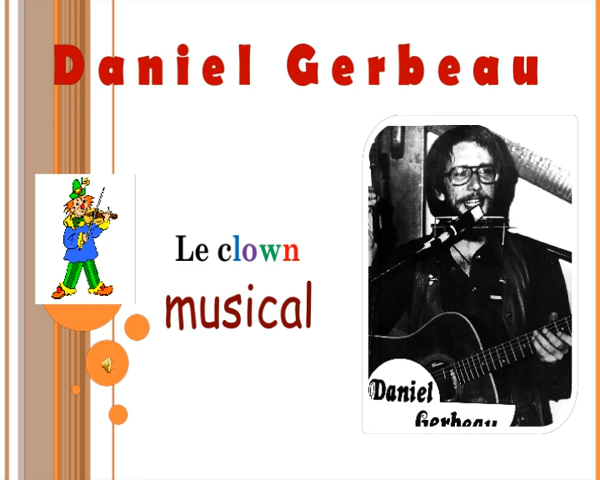 Daniel Gerbeau
Le clown
musical
Daniel
Gerbeau